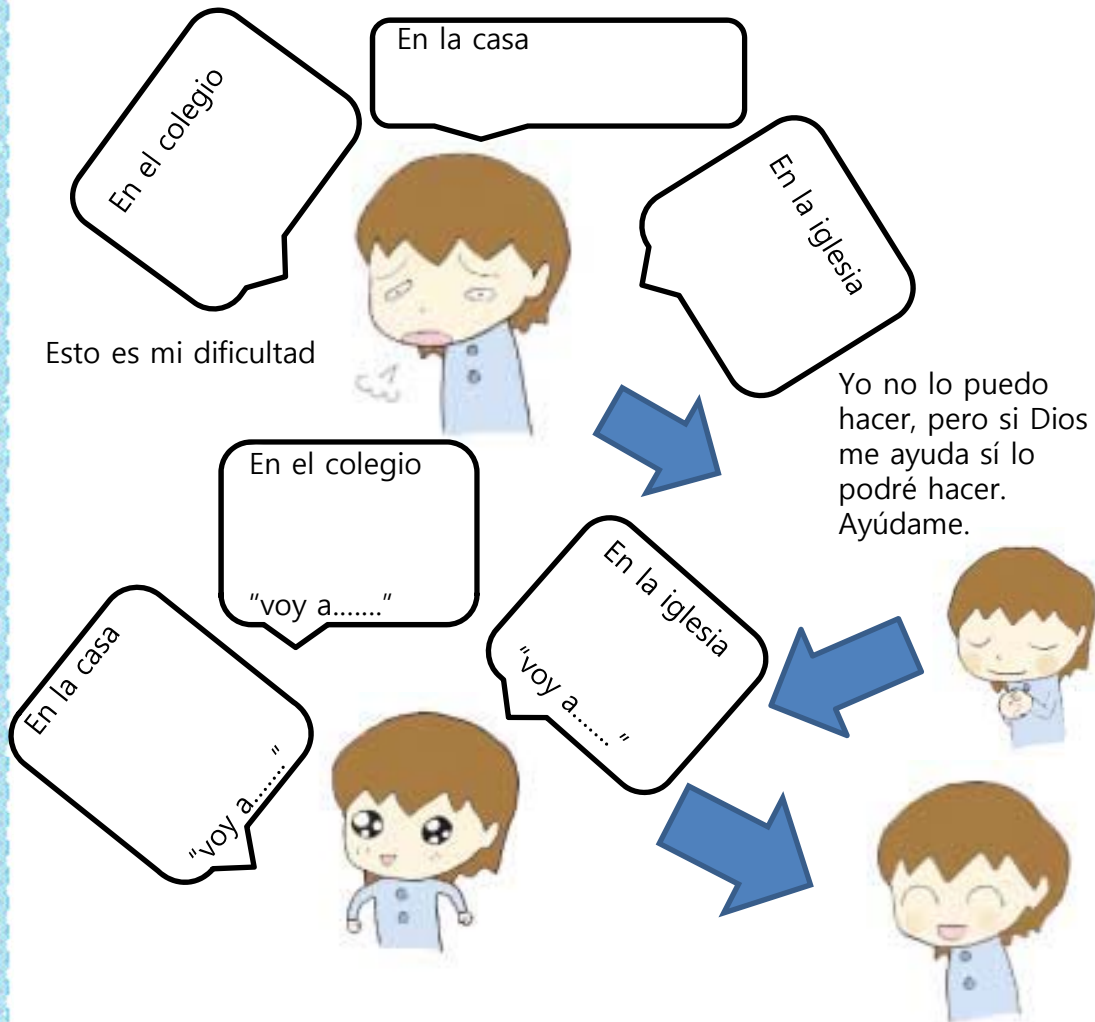 En la casa
En el colegio
En la iglesia
Esto es mi dificultad
Yo no lo puedo
hacer, pero si Dios
me ayuda sí lo
podré hacer.
Ayúdame.
En el colegio
"voy a......."
En la iglesia
"voy a......."
En la casa
"voy a......."